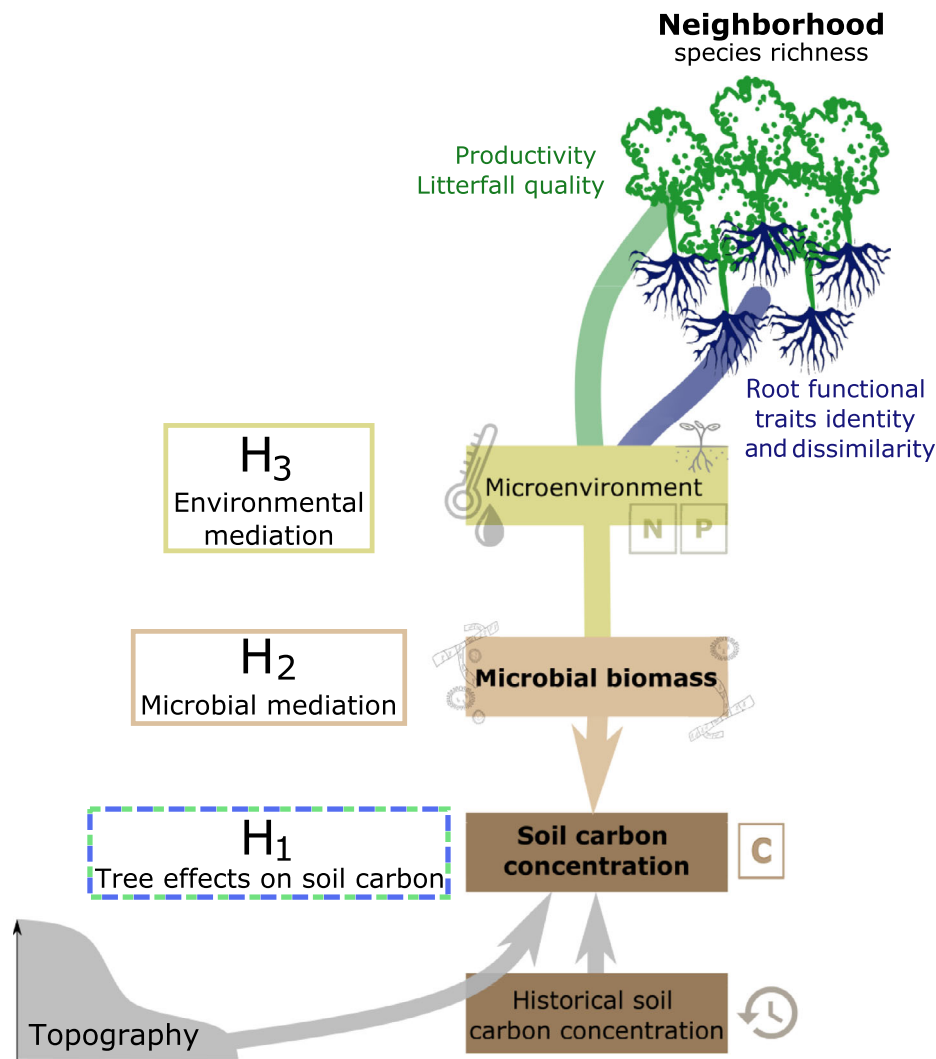 Neighborhood
species richness
Productivity
Litterfall quality
Root functional
traits identity
and dissimilarity
H3
Environmental
mediation
Microenvironment
N P
H2
Microbial mediation
Microbial biomass
H1
Tree effects on soil carbon
Soil carbon
concentration
C
Topography
Historical soil
carbon concentration